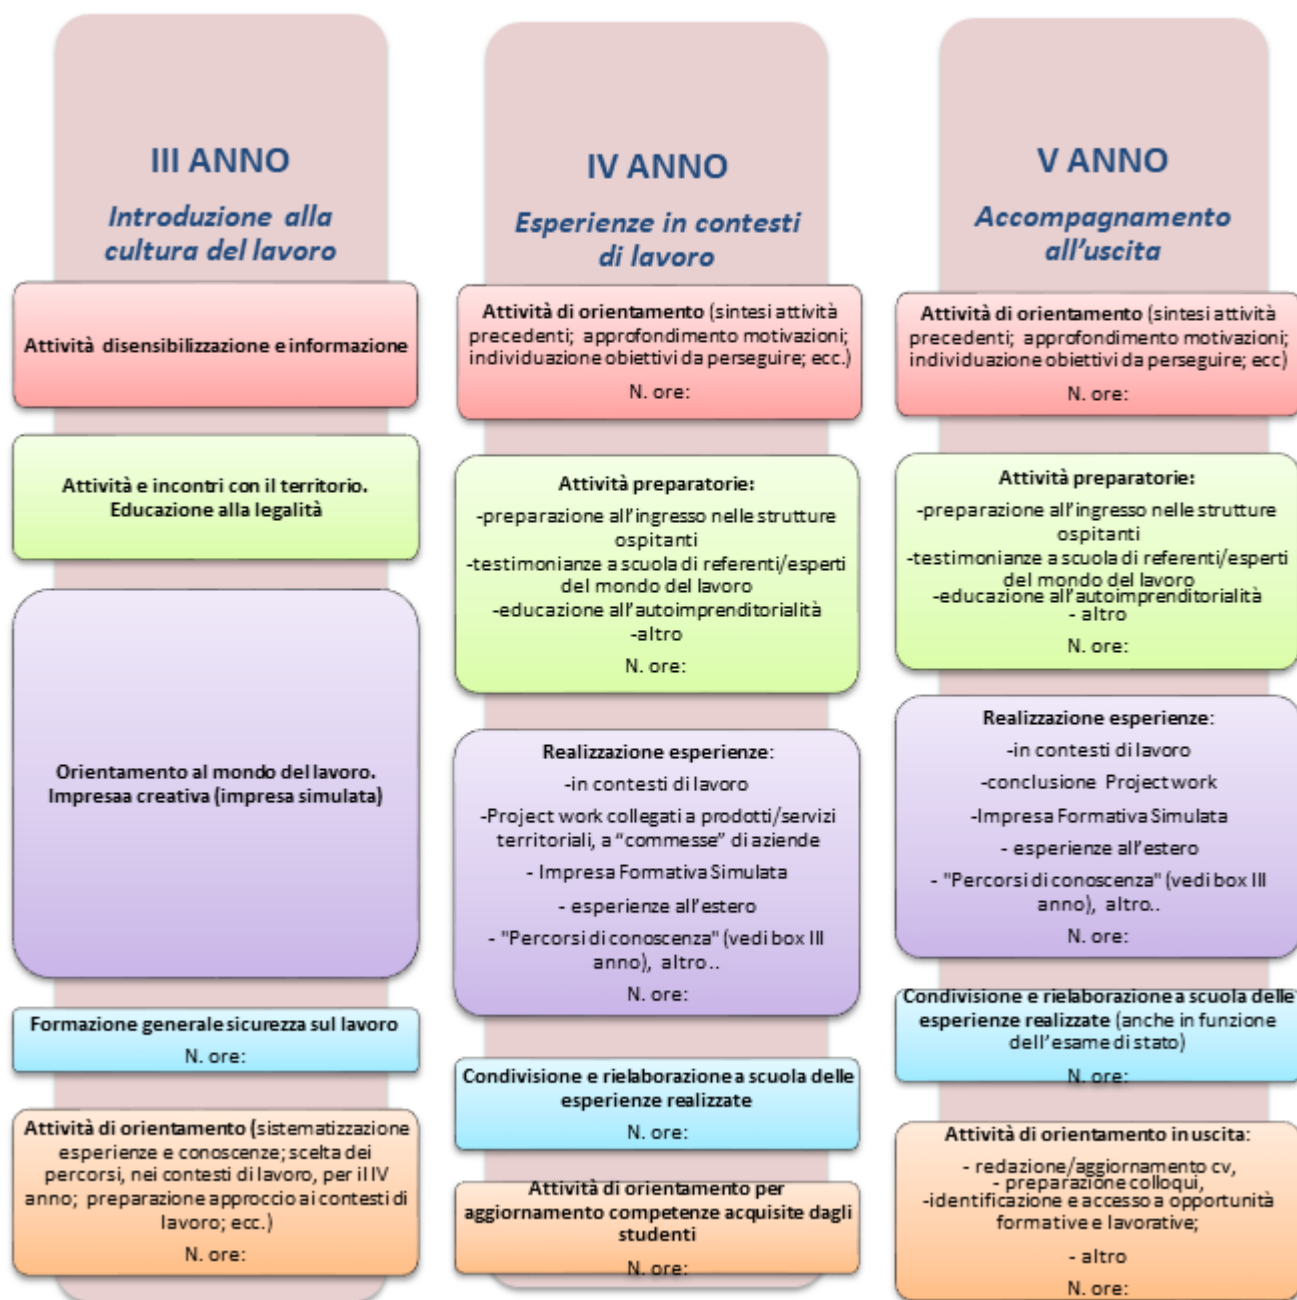 III ANNO
Introduzione alla
cultura del lavoro
Attività disensibilizzazione e informazione
Attività e incontri con il territorio.
Educazione alla legalità
Orientamento al mondo del lavoro.
Impresaa creativa (impresa simulata)
Formazione generale sicurezza sul lavoro
N. ore:
Attività di orientamento (sistematizzazione
esperienze e conoscenze; scelta dei
percorsi, nei contesti di lavoro, per il IV
anno; preparazione approccio ai contesti di
lavoro; ecc.)
N. ore:
IV ANNO
Esperienze in contesti
di lavoro
Attività di orientamento (sintesi attività
precedenti; approfondimento motivazioni;
individuazione obiettivi da perseguire; ecc.)
N. ore:
Attività preparatorie:
-preparazione all'ingresso nelle strutture
ospitanti
-testimonianze a scuola di referenti/esperti
del mondo del lavoro
-educazione all'autoimprenditorialità
-altro
N. ore:
Realizzazione esperienze:
-in contesti di lavoro
-Project work collegati a prodotti/servizi
territoriali, a "commesse" di aziende
- Impresa Formativa Simulata
- esperienze all'estero
- "Percorsi di conoscenza" (vedi box III
anno), altro..
N. ore:
Condivisione e rielaborazione a scuola delle
esperienze realizzate
N. ore:
Attività di orientamento per
aggiornamento competenze acquisite dagli
studenti
N. ore:
V ANNO
Accompagnamento
all'uscita
Attività di orientamento (sintesi attività
precedenti; approfondimento motivazioni;
individuazione obiettivi da perseguire; ecc)
N. ore:
Attività preparatorie:
-preparazione all'ingresso nelle strutture
ospitanti
-testimonianze a scuola di referenti/esperti
del mondo del lavoro
-educazione all'autoimprenditorialità
- altro
N. ore:
Realizzazione esperienze:
-in contesti di lavoro
-conclusione Project work
-Impresa Formativa Simulata
- esperienze all'estero
- "Percorsi di conoscenza" (vedi box III
anno), altro..
N. ore:
Condivisione e rielaborazione a scuola delle
esperienze realizzate (anche in funzione
dell'esame di stato)
N. ore:
Attività di orientamento in uscita:
- redazione/aggiornamento cv,
- preparazione colloqui,
-identificazione e accesso a opportunità
formative e lavorative;
- altro
N. ore: